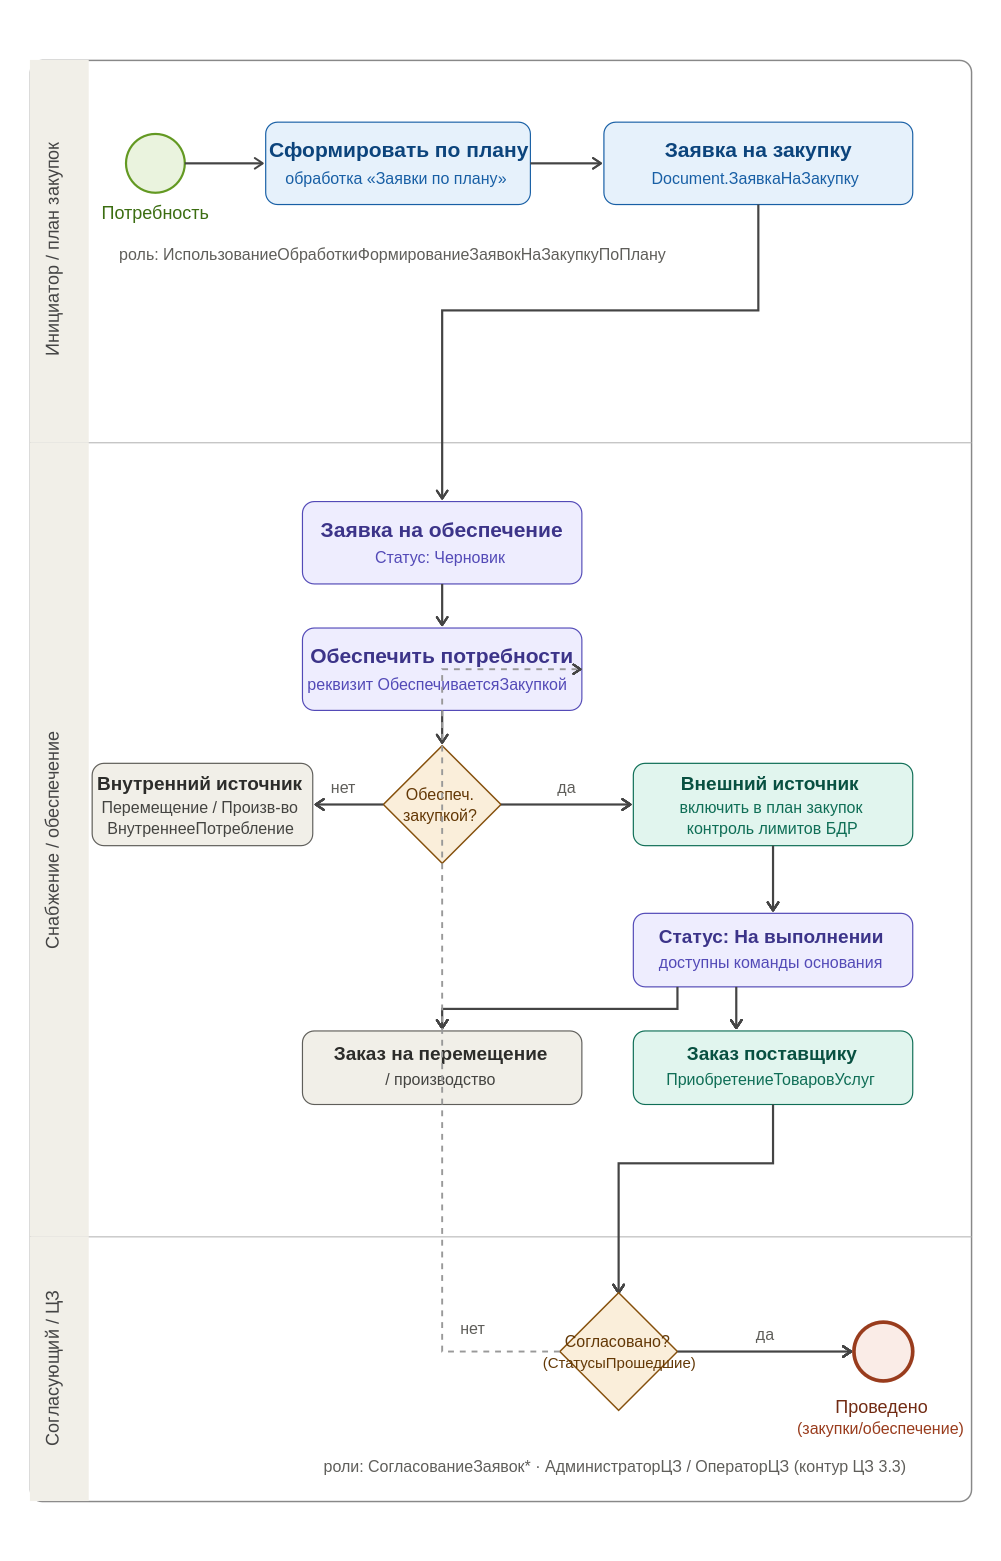 Инициатор / план закупок
Сформировать по плану
обработка «Заявки по плану»
Заявка на закупку
Document.ЗаявкаНаЗакупку
Потребность
роль: ИспользованиеОбработкиФормированиеЗаявокНаЗакупкуПоПлану
Снабжение / обеспечение
Заявка на обеспечение
Статус: Черновик
Обеспечить потребности
реквизит ОбеспечиваетсяЗакупкой
Внутренний источник
Перемещение / Произв-во
ВнутреннееПотребление
нет
Обеспеч.
закупкой?
да
Внешний источник
включить в план закупок
контроль лимитов БДР
Статус: На выполнении
доступны команды основания
Заказ на перемещение
/ производство
Заказ поставщику
ПриобретениеТоваровУслуг
Согласующий / ЦЗ
нет
Согласовано?
(СтатусыПрошедшие)
да
Проведено
(закупки/обеспечение)
роли: СогласованиеЗаявок* · АдминистраторЦЗ / ОператорЦЗ (контур ЦЗ 3.3)